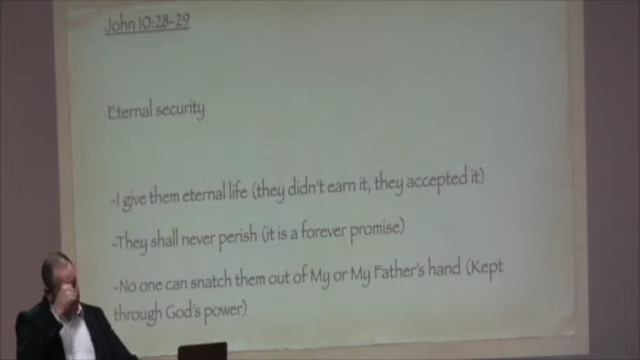 John 10:28-29
Eternal security
-I give them eternal life (they didn't earn it, they accepted it)
-They shall never perish (it is a forever promise)
-No one can snatch them out of My or My Father's hand (Kept
through God's power)